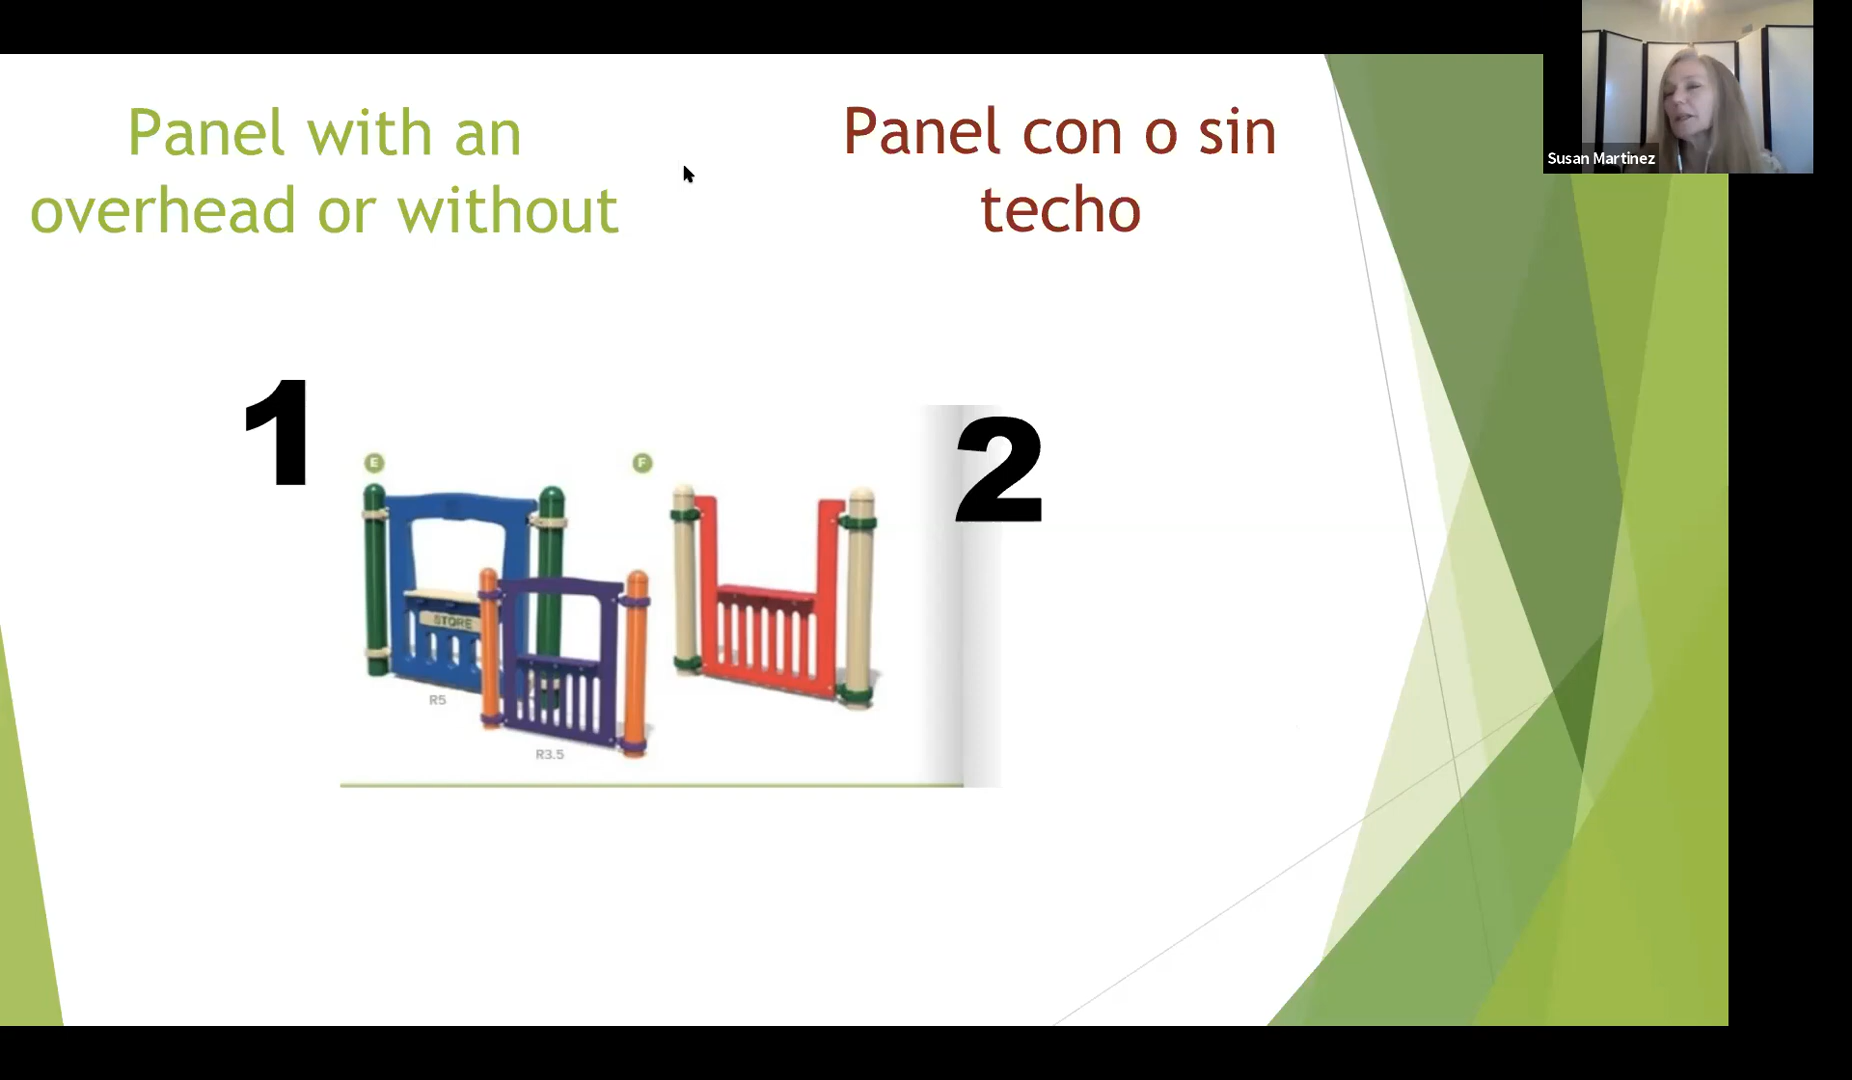 Panel with an
overhead or without
Panel con o sin
techo
Susan Martinez
1
2
E
F
STORE
R5
R3.5